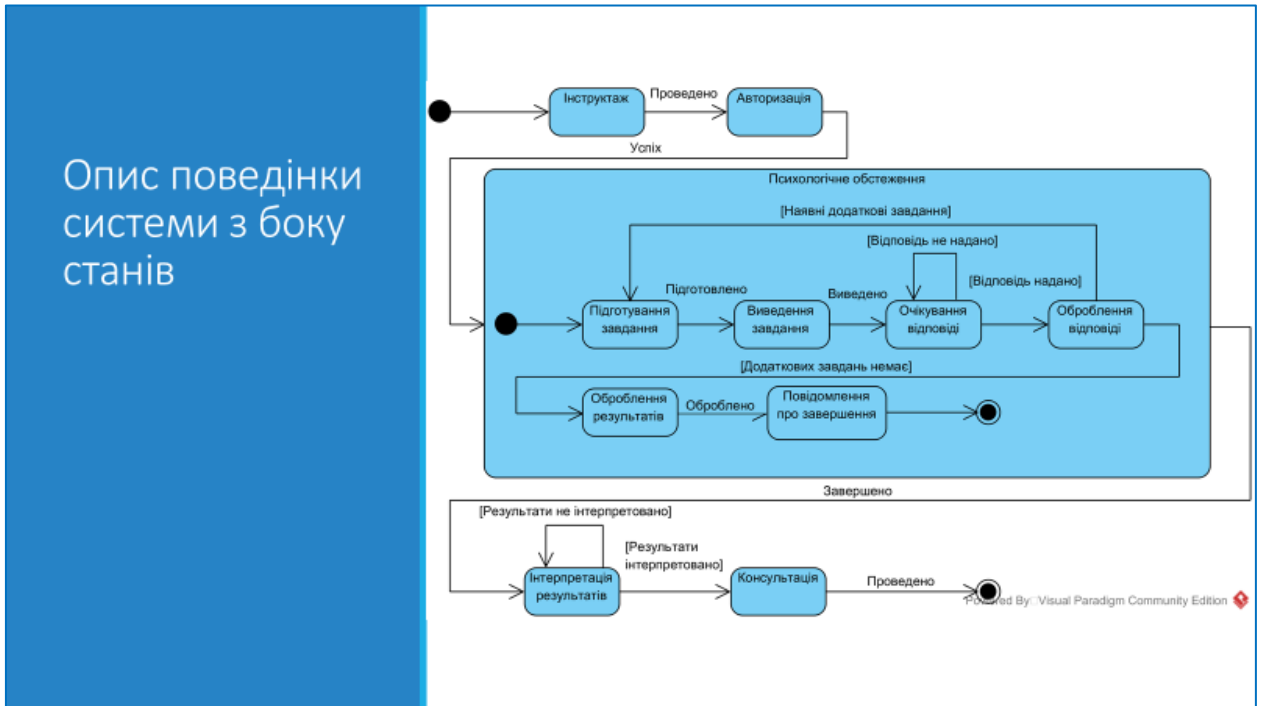 Опис поведінки
системи з боку
станів
Інструктаж
Проведено
Авторизація
Успіх
Психологічне обстеження
[Наявні додаткові завдання]
[Відповідь не надано]
[Відповідь надано]
Підготовлено
Виведено
Підготування
завдання
Виведення
завдання
Очікування
відповіді
Оброблення
відповіді
[Додаткових завдань немає]
Оброблення
результатів
Оброблено
Повідомлення
про завершення
Завершено
[Результати не інтерпретовано]
[Результати
інтерпретовано]
Інтерпретація
результатів
Консультація
Проведено
Powered By Visual Paradigm Community Edition